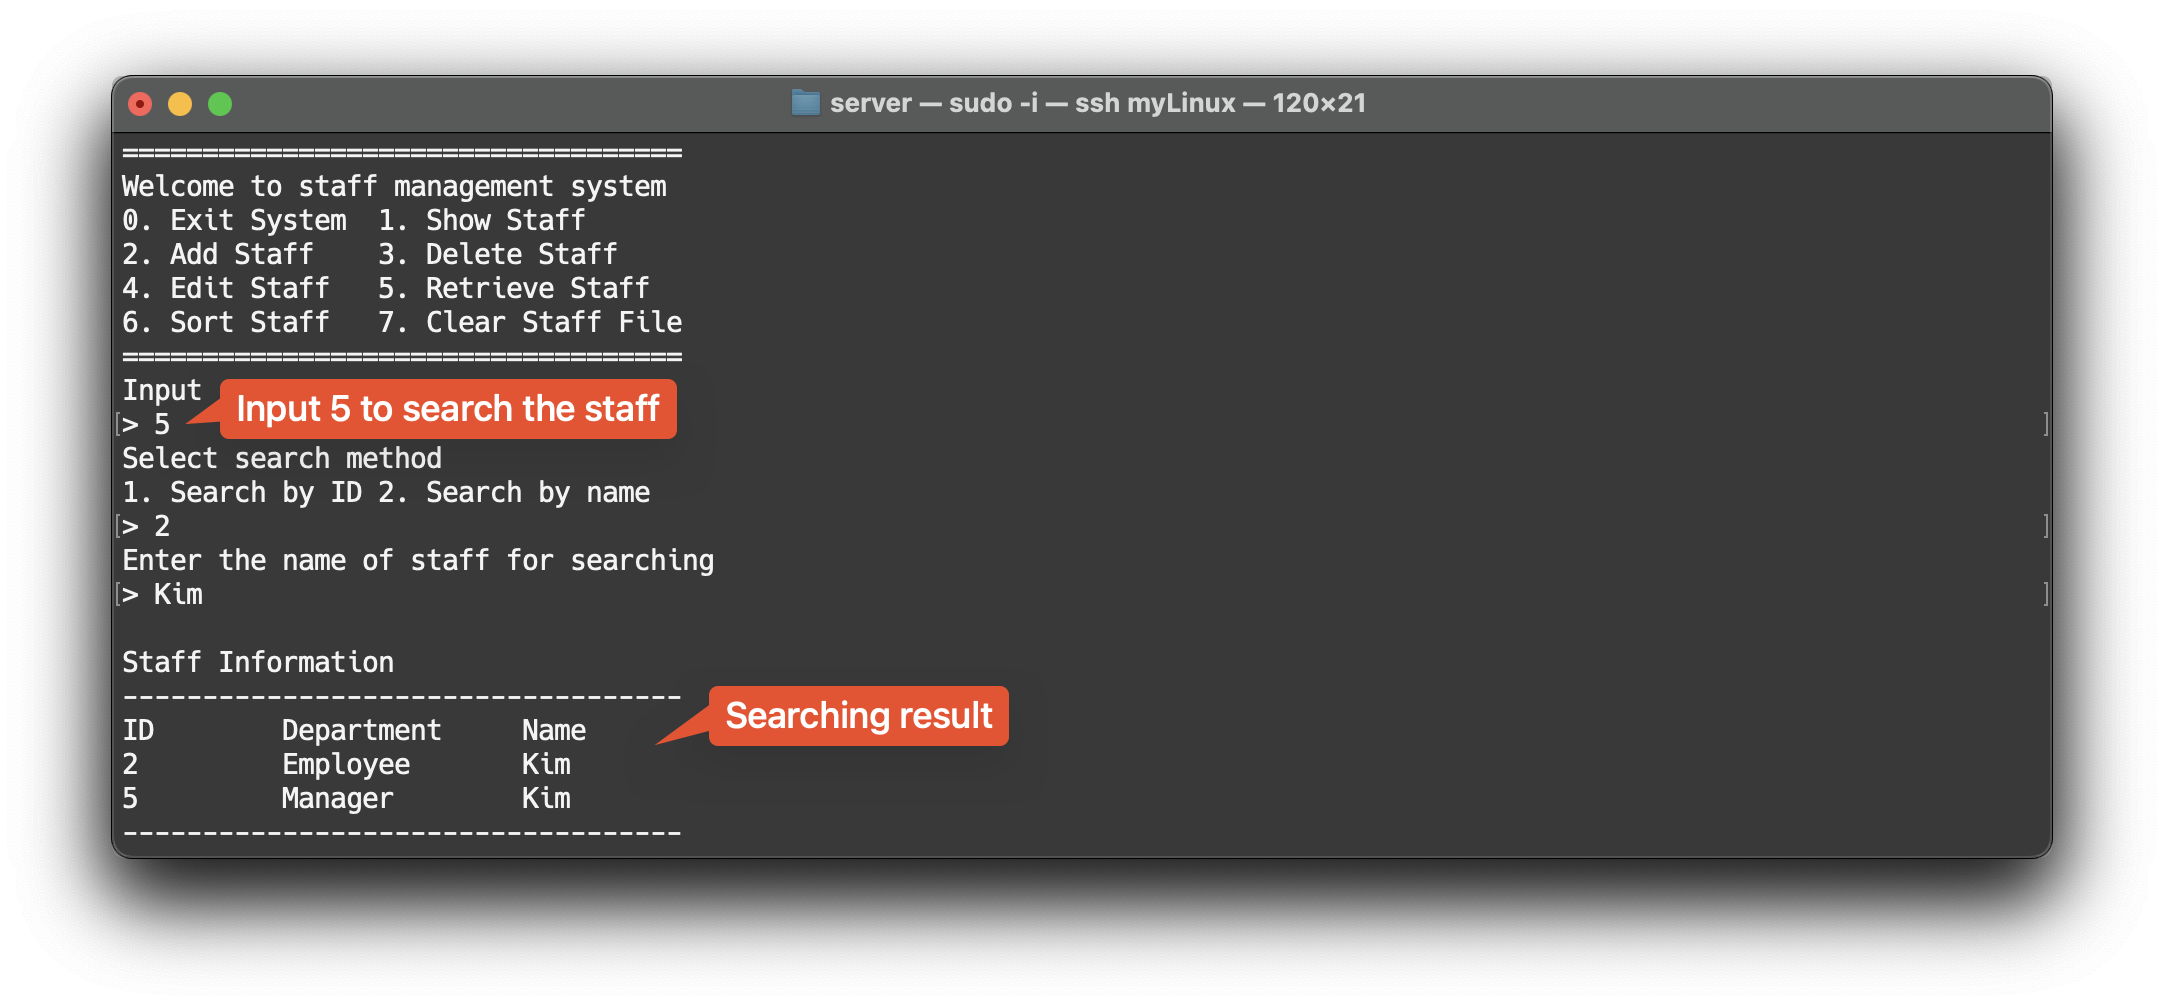 server — sudo -i — ssh myLinux — 120×21
===================================
Welcome to staff management system
0. Exit System  1. Show Staff
2. Add Staff    3. Delete Staff
4. Edit Staff   5. Retrieve Staff
6. Sort Staff   7. Clear Staff File
===================================
Input
Input 5 to search the staff
[> 5 ]
Select search method
1. Search by ID 2. Search by name
[> 2 ]
Enter the name of staff for searching
[> Kim ]
Staff Information
-----------------------------------
Searching result
ID        Department     Name
2         Employee       Kim
5         Manager        Kim
-----------------------------------